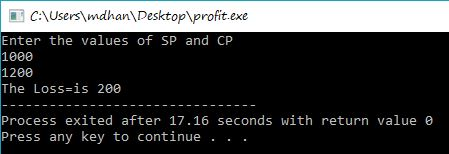 C:\Users\mdhan\Desktop\profit.exe
Enter the values of SP and CP
1000
1200
The Loss=is 200
--------------------------------
Process exited after 17.16 seconds with return value 0
Press any key to continue . . .